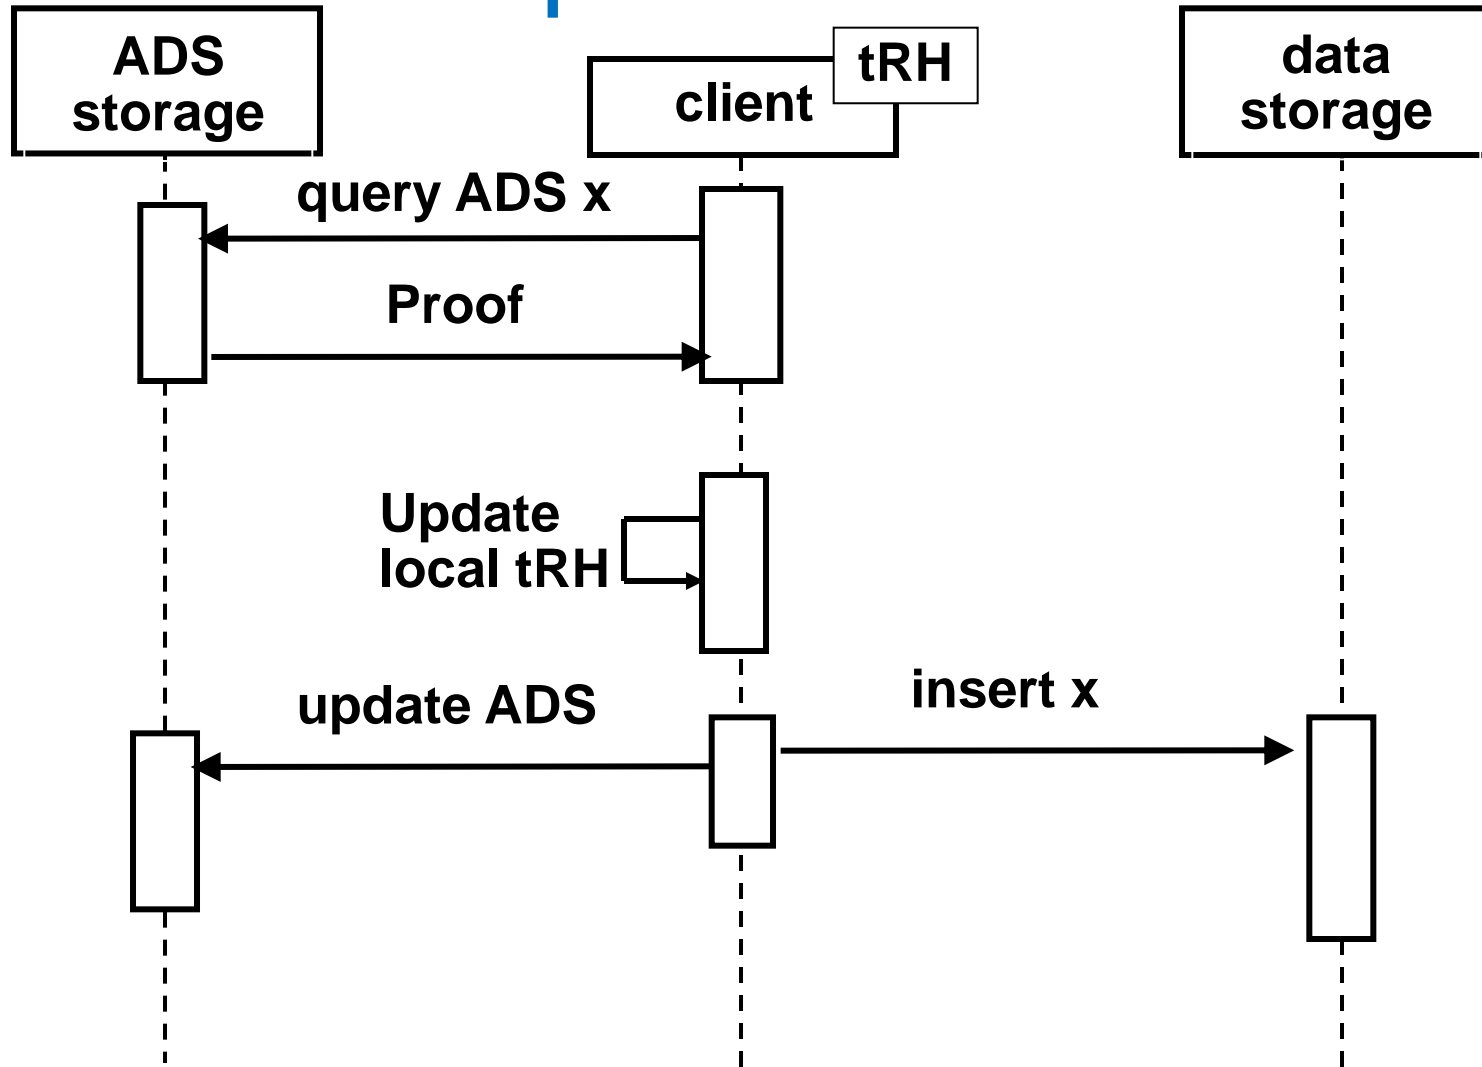 ADS
storage
client
tRH
data
storage
query ADS x
Proof
Update
local tRH
update ADS
insert x